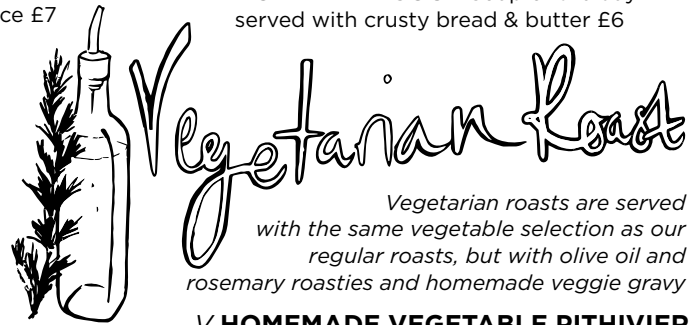 ce £7
served with crusty bread & butter £6
Vegetarian Roast
Vegetarian roasts are served
with the same vegetable selection as our
regular roasts, but with olive oil and
rosemary roasties and homemade veggie gravy
V HOMEMADE VEGETABLE PITHIVIER